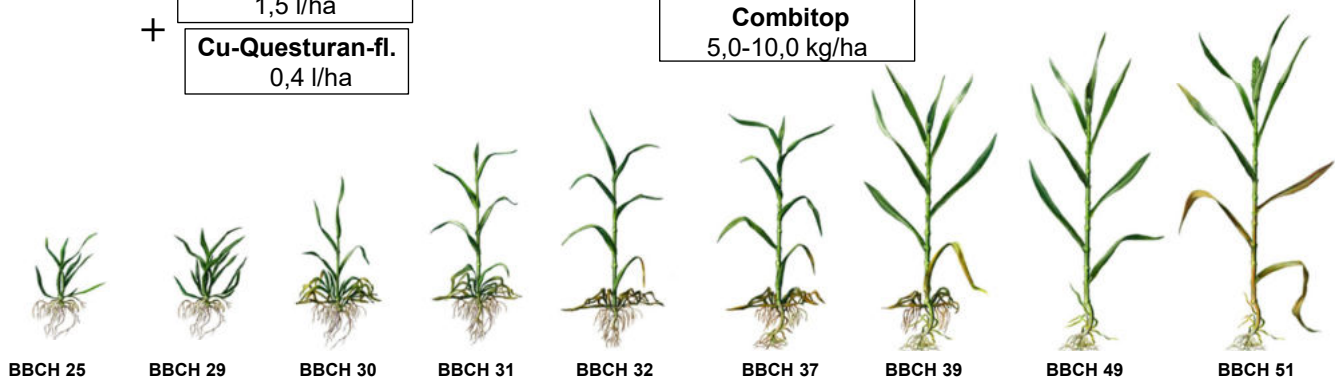 1,5 l/ha
+
Cu-Questuran-fl.
0,4 l/ha
Combitop
5,0-10,0 kg/ha
BBCH 25
BBCH 29
BBCH 30
BBCH 31
BBCH 32
BBCH 37
BBCH 39
BBCH 49
BBCH 51